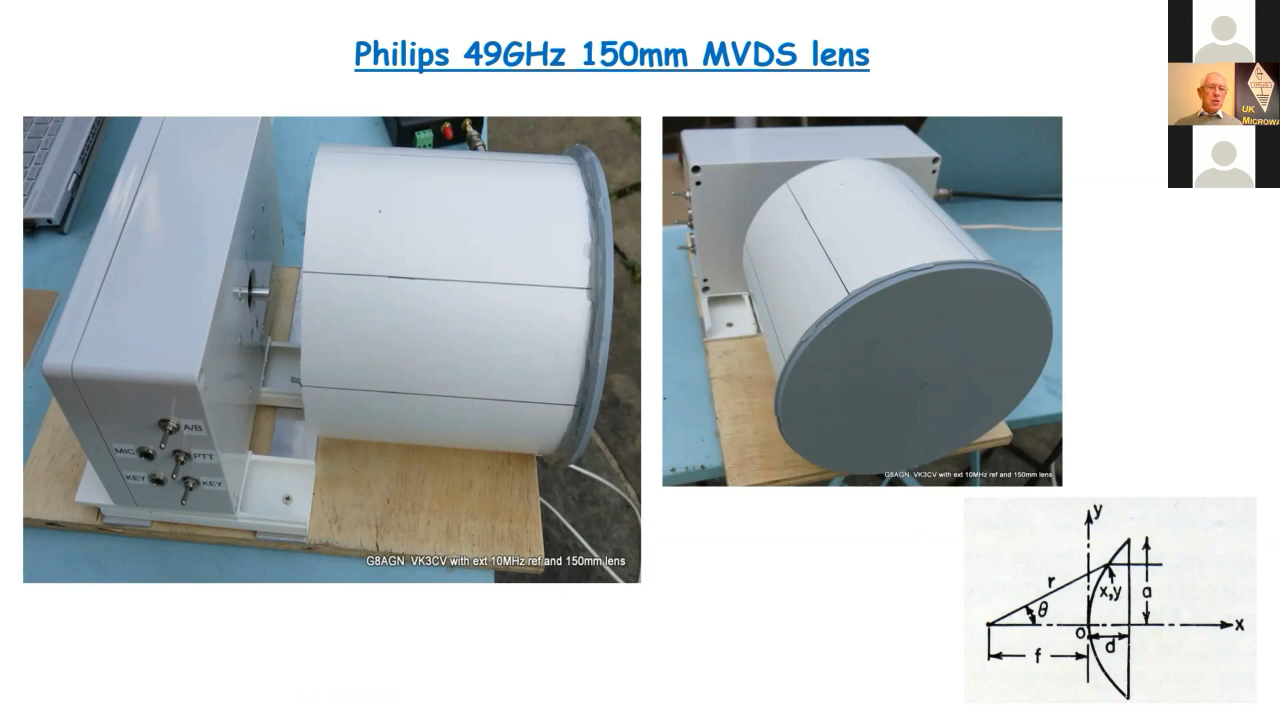 Philips 49GHz 150mm MVDS lens
UK
MICROWA
A/B
MIC
PTT
KEY
KEY
G8AGN VK3CV with ext 10MHz ref and 150mm lens
G8AGN VK3CV with ext 10MHz ref and 150mm lens
y
r
x,y
a
θ
x
O
d
f